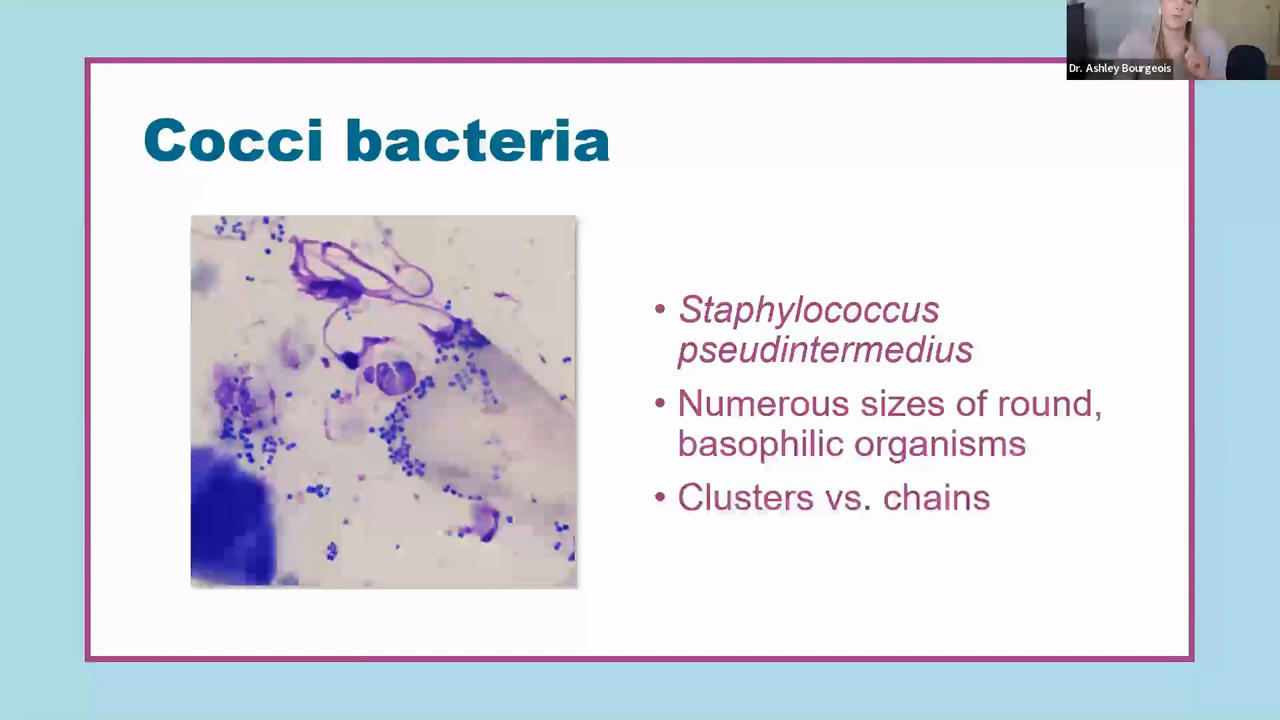 Dr. Ashley Bourgeois
Cocci bacteria
• Staphylococcus
pseudintermedius
• Numerous sizes of round,
basophilic organisms
• Clusters vs. chains